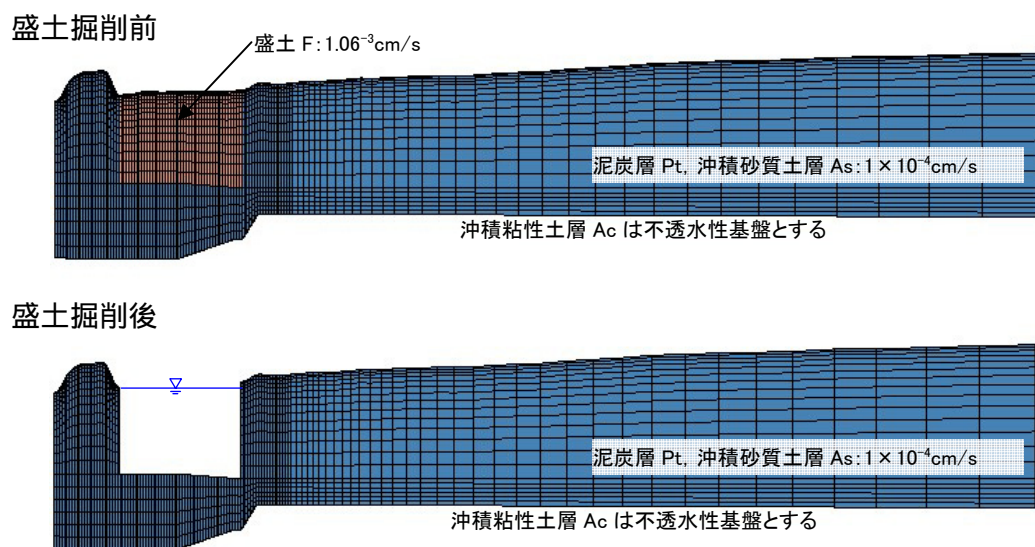 盛土掘削前
盛土 F:1.06⁻³cm/s
泥炭層 Pt, 沖積砂質土層 As:1×10⁻⁴cm/s
沖積粘性土層 Ac は不透水性基盤とする
盛土掘削後
泥炭層 Pt, 沖積砂質土層 As:1×10⁻⁴cm/s
沖積粘性土層 Ac は不透水性基盤とする